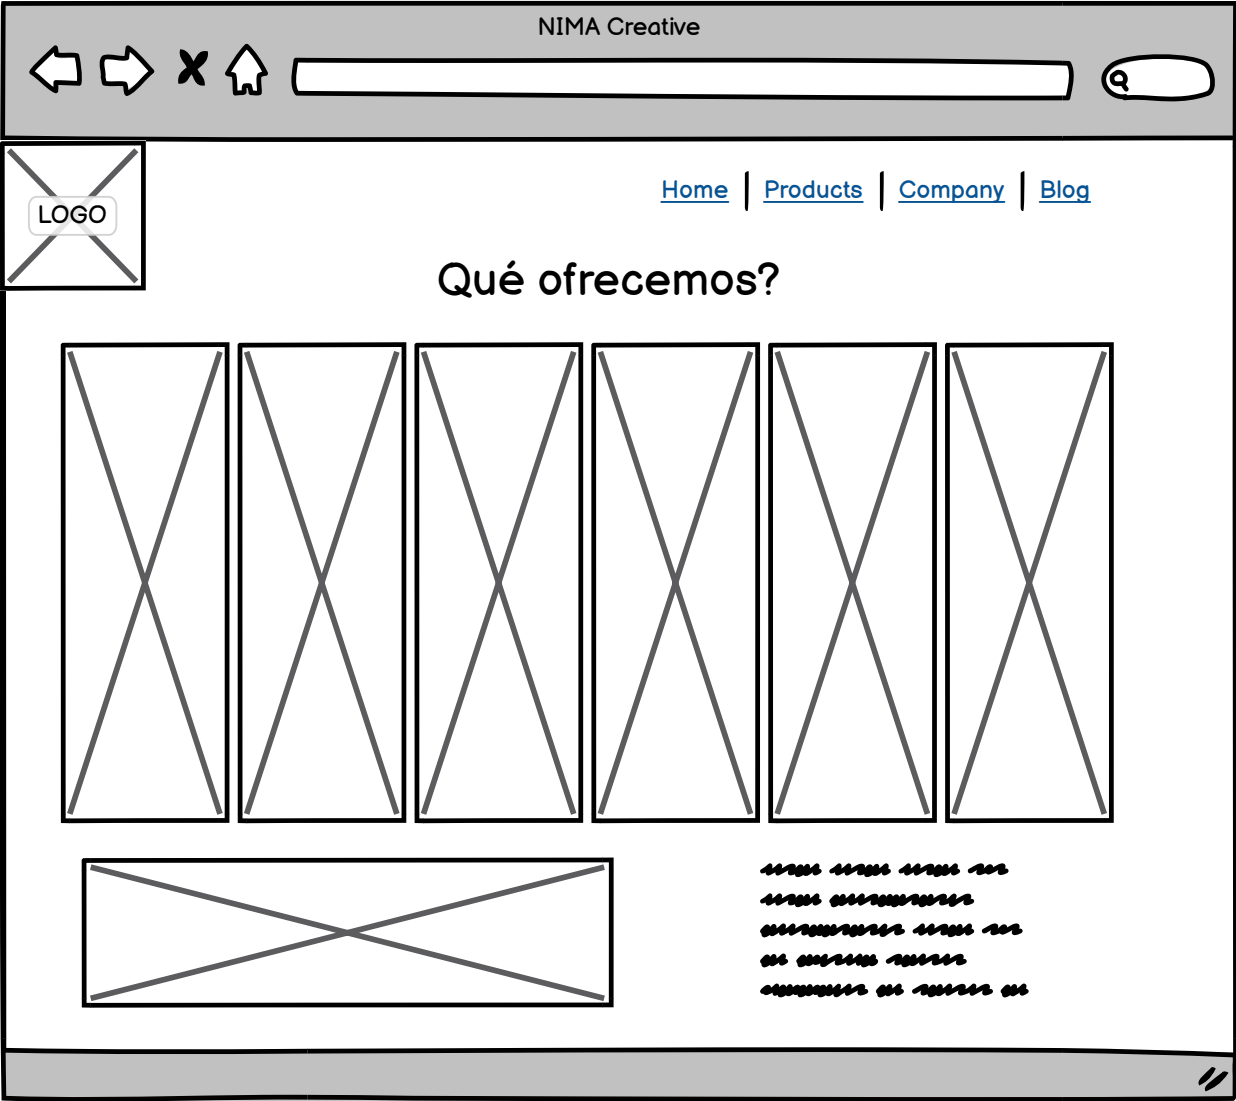 NIMA Creative
LOGO
Home
Products
Company
Blog
Qué ofrecemos?